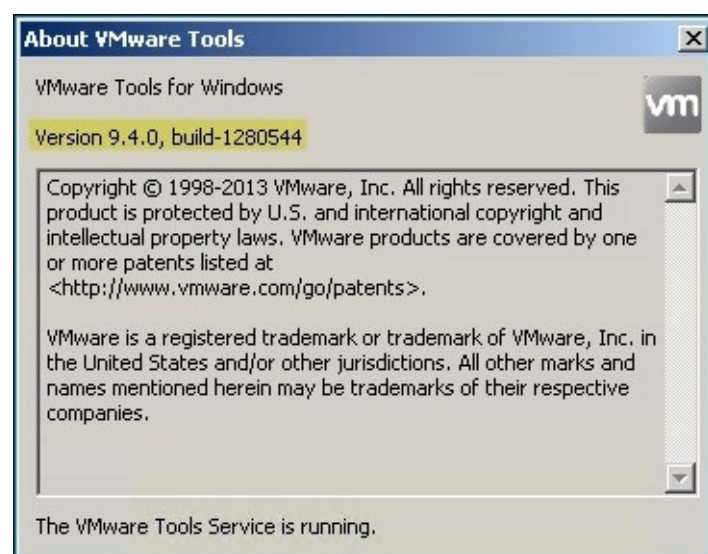 About VMware Tools
VMware Tools for Windows
vm
Version 9.4.0, build-1280544
Copyright © 1998-2013 VMware, Inc. All rights reserved. This
product is protected by U.S. and international copyright and
intellectual property laws. VMware products are covered by one
or more patents listed at
<http://www.vmware.com/go/patents>.
VMware is a registered trademark or trademark of VMware, Inc. in
the United States and/or other jurisdictions. All other marks and
names mentioned herein may be trademarks of their respective
companies.
The VMware Tools Service is running.